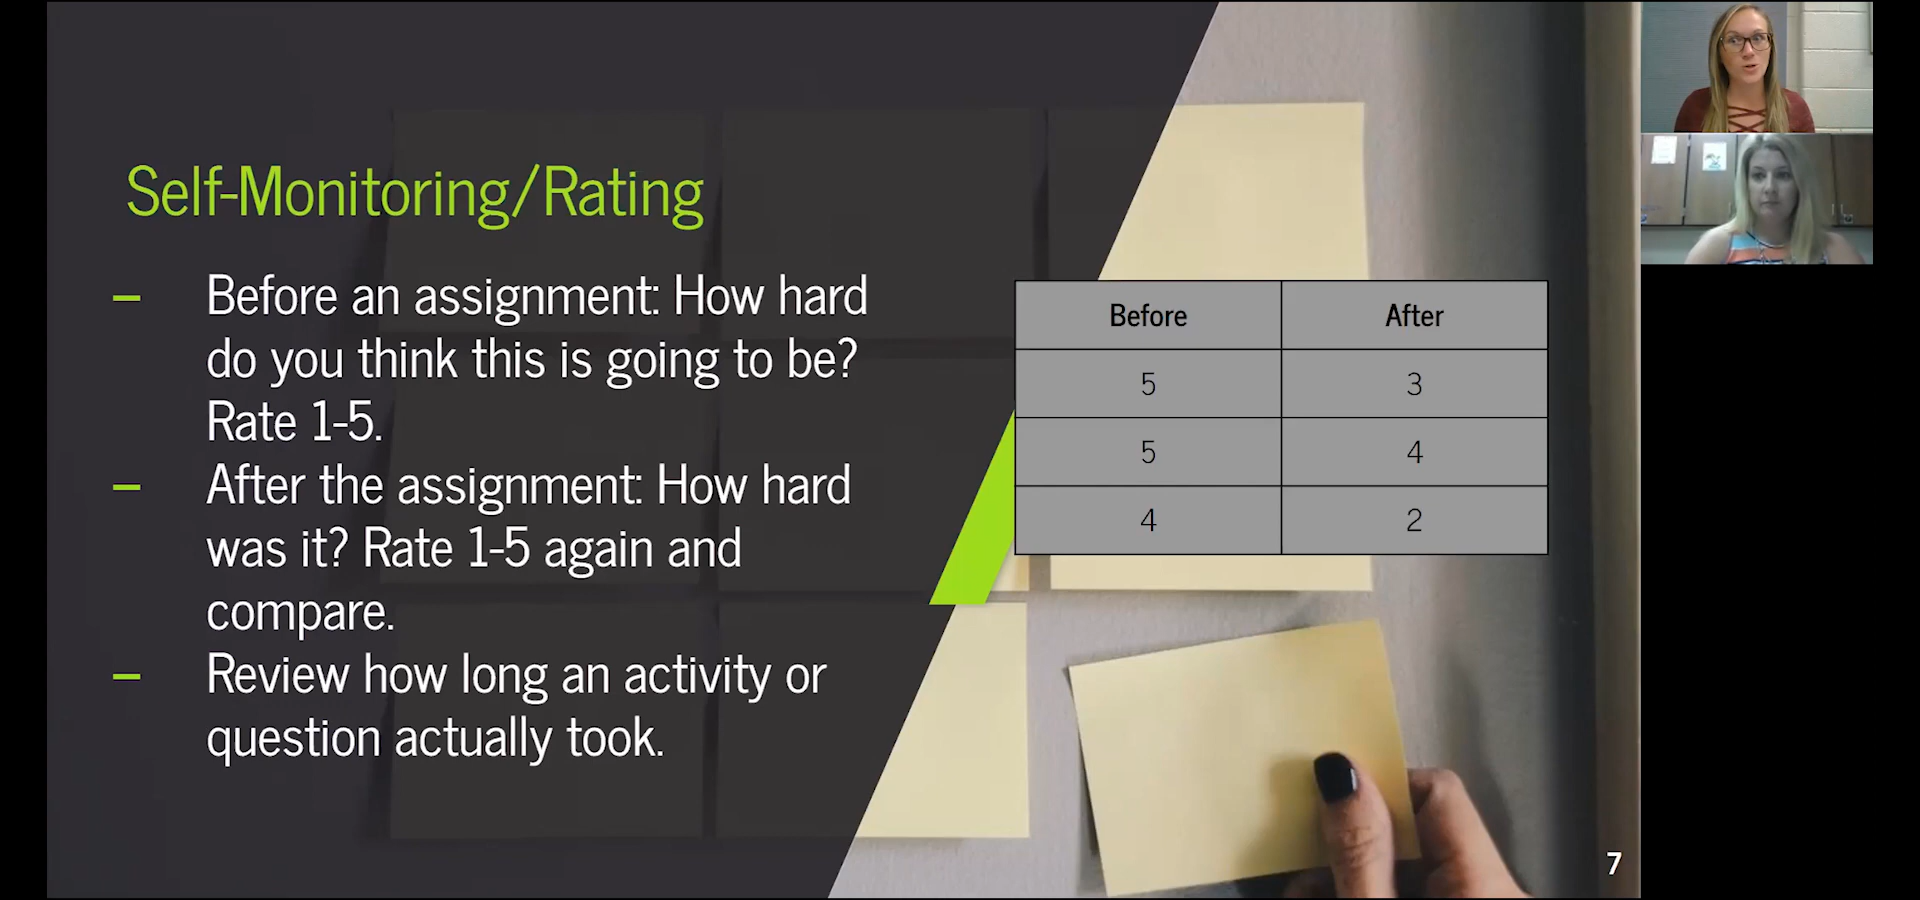 Self-Monitoring/Rating
– Before an assignment: How hard
do you think this is going to be?
Rate 1-5.
– After the assignment: How hard
was it? Rate 1-5 again and
compare.
– Review how long an activity or
question actually took.
Before After
5 3
5 4
4 2
7